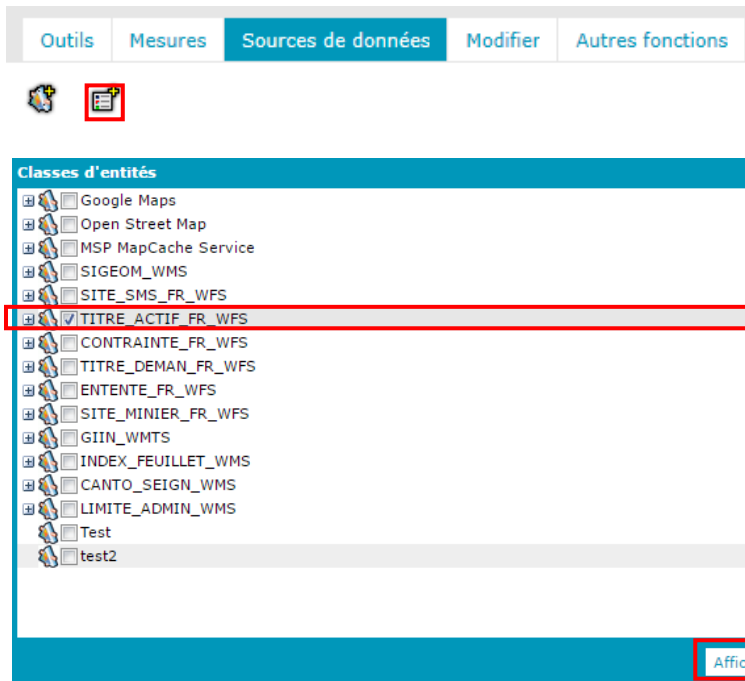 Outils Mesures Sources de données Modifier Autres fonctions
Classes d'entités
Google Maps
Open Street Map
MSP MapCache Service
SIGEOM_WMS
SITE_SMS_FR_WFS
TITRE_ACTIF_FR_WFS
CONTRAINTE_FR_WFS
TITRE_DEMAN_FR_WFS
ENTENTE_FR_WFS
SITE_MINIER_FR_WFS
GIIN_WMTS
INDEX_FEUILLET_WMS
CANTO_SEIGN_WMS
LIMITE_ADMIN_WMS
Test
test2
Affic